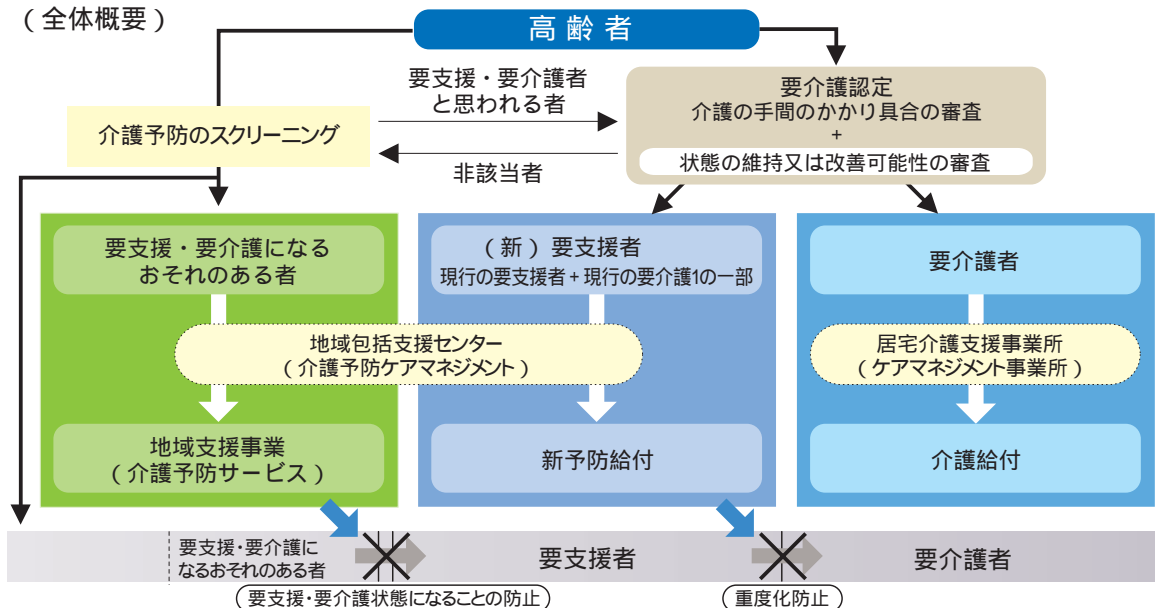 （全体概要）
高齢者
要支援・要介護者
と思われる者
要介護認定
介護の手間のかかり具合の審査
+
状態の維持又は改善可能性の審査
介護予防のスクリーニング
非該当者
要支援・要介護になる
おそれのある者
（新）要支援者
現行の要支援者+現行の要介護1の一部
要介護者
地域包括支援センター
（介護予防ケアマネジメント）
居宅介護支援事業所
（ケアマネジメント事業所）
地域支援事業
（介護予防サービス）
新予防給付
介護給付
要支援・要介護に
なるおそれのある者
要支援者
要介護者
要支援・要介護状態になることの防止
重度化防止